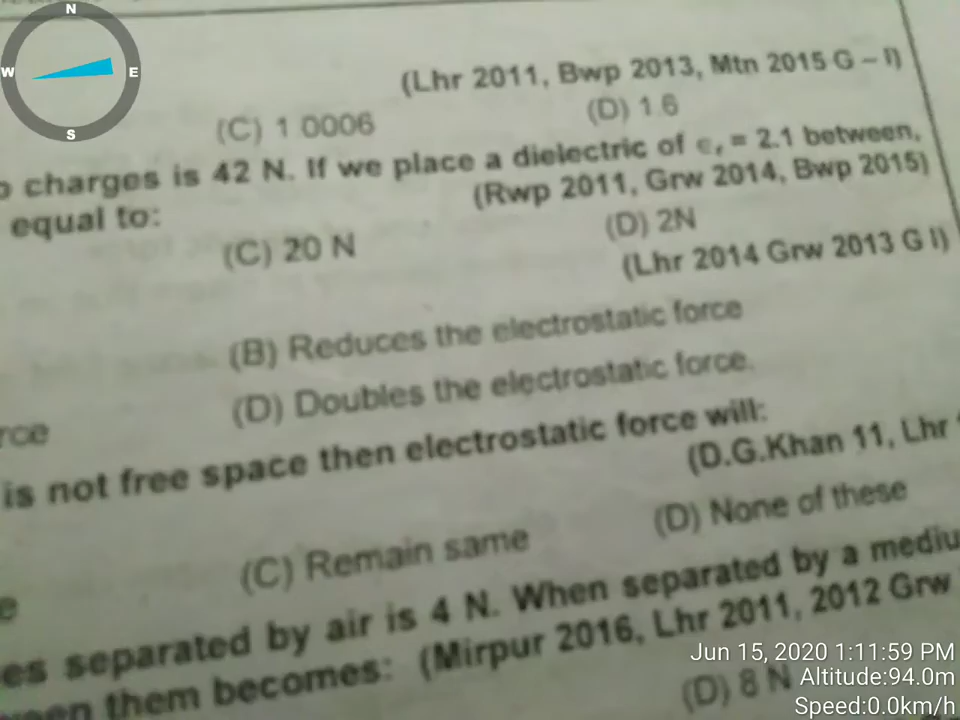 N
W E
S
(Lhr 2011, Bwp 2013, Mtn 2015 G – I)
(C) 1 0006 (D) 1.6
charges is 42 N. If we place a dielectric of ϵr = 2.1 between,
equal to: (Rwp 2011, Grw 2014, Bwp 2015)
(C) 20 N (D) 2N
(Lhr 2014 Grw 2013 G I)
(B) Reduces the electrostatic force
rce (D) Doubles the electrostatic force.
is not free space then electrostatic force will:
(D.G.Khan 11, Lhr
(C) Remain same (D) None of these
e
es separated by air is 4 N. When separated by a mediu
ween them becomes: (Mirpur 2016, Lhr 2011, 2012 Grw
(D) 8 N
Jun 15, 2020 1:11:59 PM
Altitude:94.0m
Speed:0.0km/h